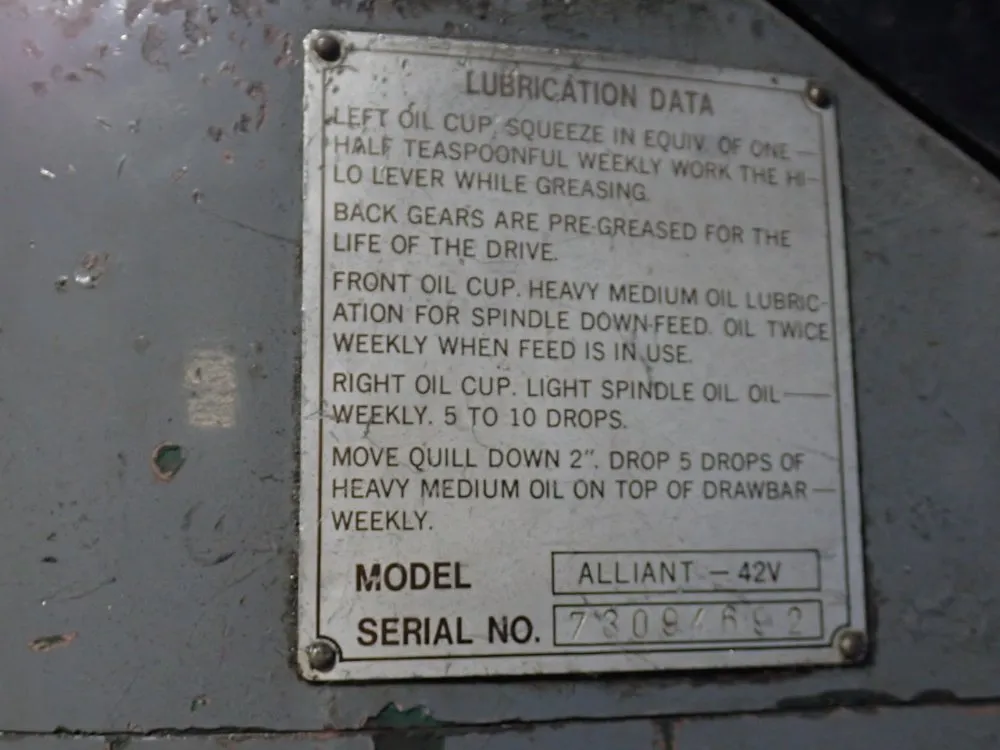 LUBRICATION DATA
LEFT OIL CUP, SQUEEZE IN EQUIV. OF ONE —
HALF TEASPOONFUL WEEKLY WORK THE HI—
LO LEVER WHILE GREASING.
BACK GEARS ARE PRE-GREASED FOR THE
LIFE OF THE DRIVE.
FRONT OIL CUP. HEAVY MEDIUM OIL LUBRIC-
ATION FOR SPINDLE DOWN-FEED. OIL TWICE
WEEKLY WHEN FEED IS IN USE.
RIGHT OIL CUP. LIGHT SPINDLE OIL. OIL——
WEEKLY. 5 TO 10 DROPS.
MOVE QUILL DOWN 2". DROP 5 DROPS OF
HEAVY MEDIUM OIL ON TOP OF DRAWBAR—
WEEKLY.
MODEL ALLIANT — 42V
SERIAL NO. 73094692